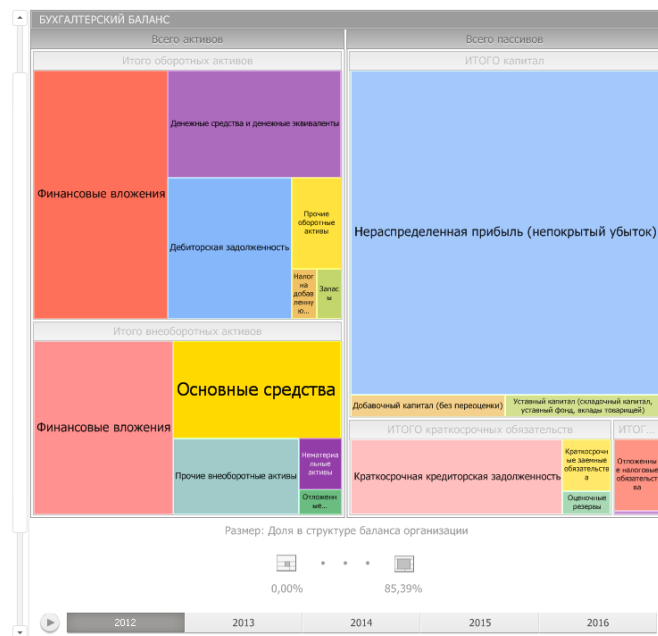 БУХГАЛТЕРСКИЙ БАЛАНС
Всего активов
Всего пассивов
Итого оборотных активов
ИТОГО капитал
Финансовые вложения
Денежные средства и денежные эквиваленты
Дебиторская задолженность
Прочие
оборотные
активы
Налог
на
добав
ленну
ю...
Запас
ы
Нераспределенная прибыль (непокрытый убыток)
Добавочный капитал (без переоценки)
Уставный капитал (складочный капитал,
уставный фонд, вклады товарищей)
Итого внеоборотных активов
Финансовые вложения
Основные средства
Прочие внеоборотные активы
Нематериа
льные
активы
Отложенн
ые...
ИТОГО краткосрочных обязательств
ИТОГ...
Краткосрочная кредиторская задолженность
Краткосрочн
ые заемные
обязательств
а
Оценочные
резервы
Отложенны
е налоговые
обязательст
ва
Размер: Доля в структуре баланса организации
0,00%
85,39%
2012
2013
2014
2015
2016